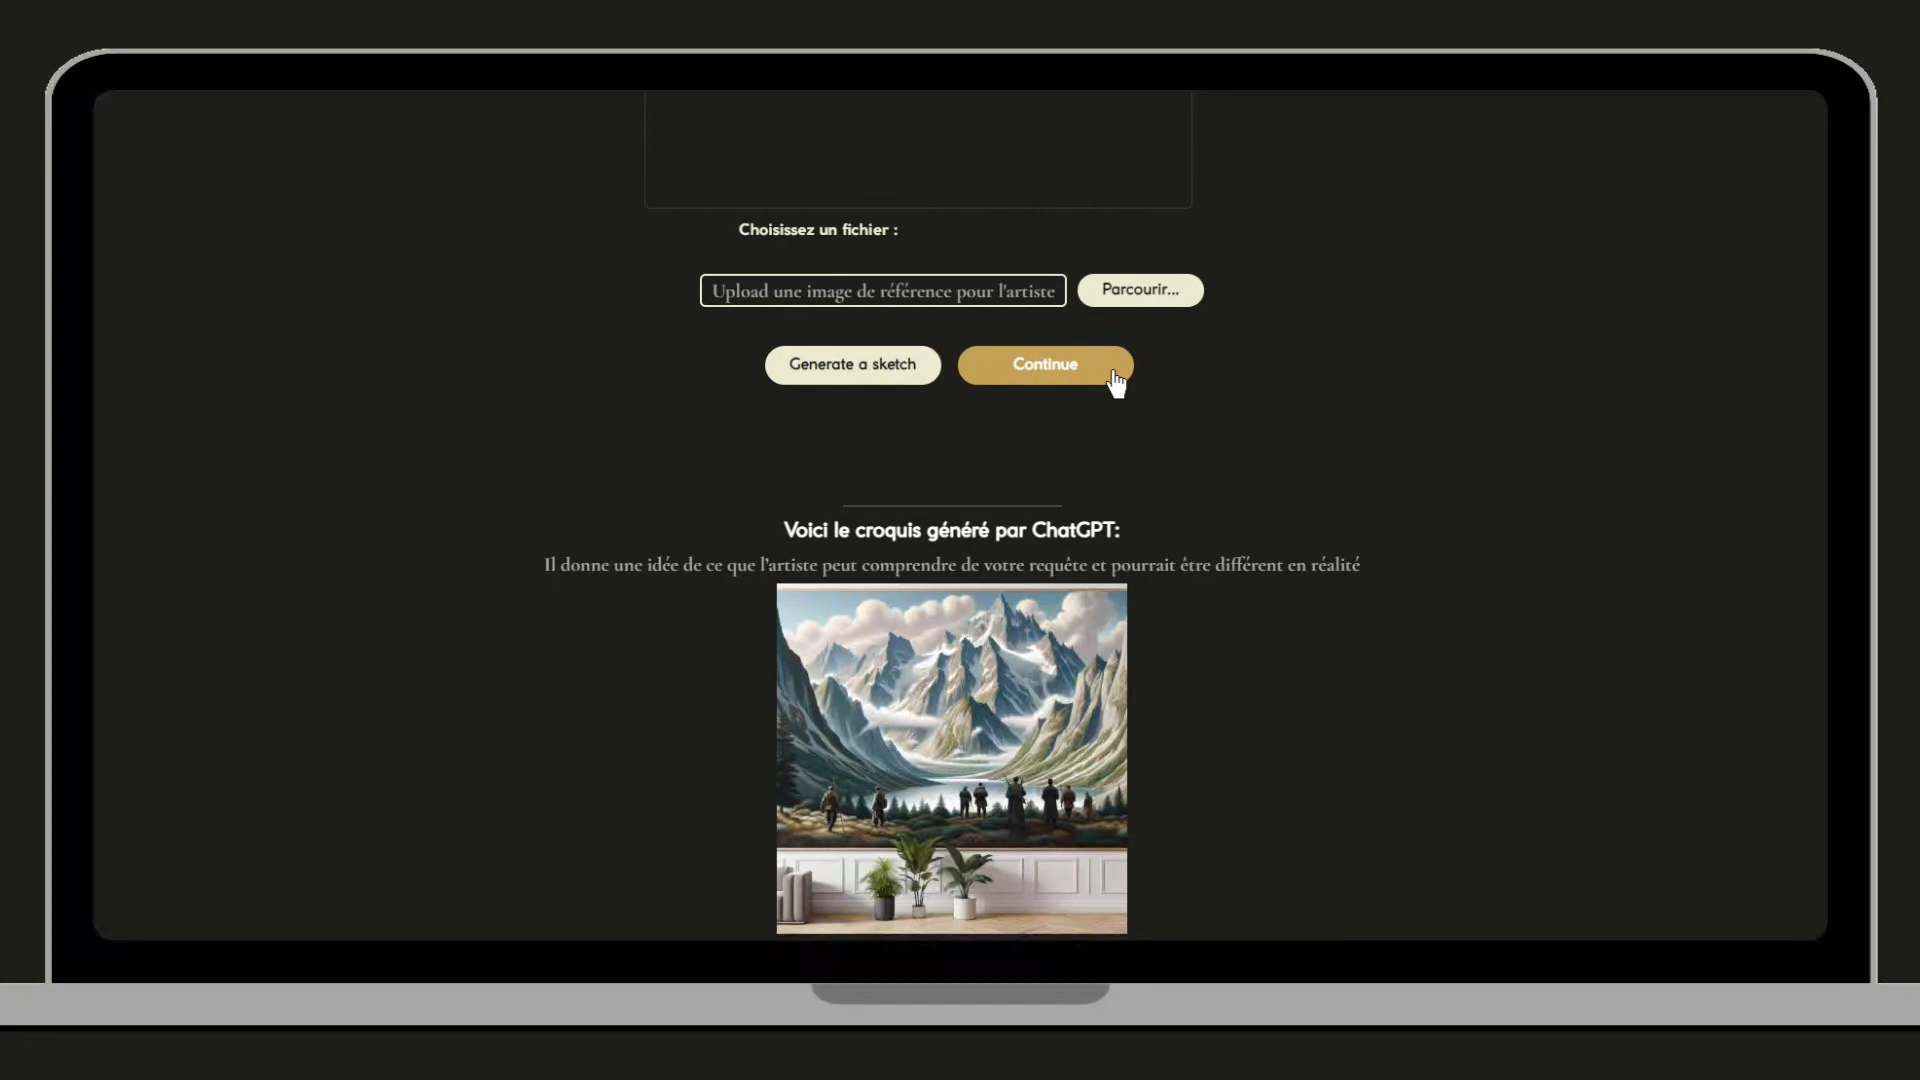 Choisissez un fichier :
Upload une image de référence pour l'artiste
Parcourir...
Generate a sketch
Continue
Voici le croquis généré par ChatGPT:
Il donne une idée de ce que l'artiste peut comprendre de votre requête et pourrait être différent en réalité